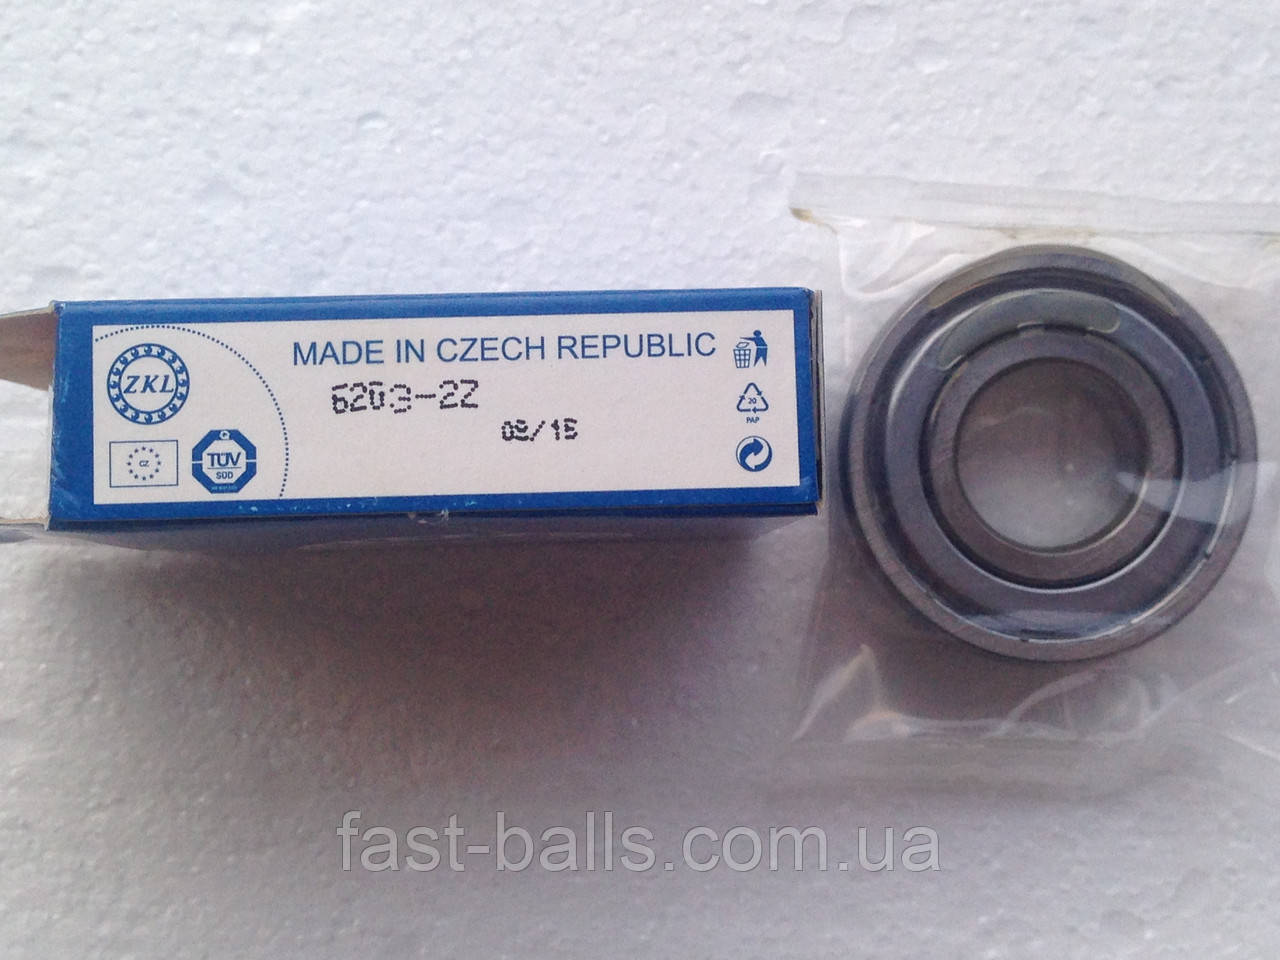 MADE IN CZECH REPUBLIC
ZKL
6203-2Z
08/15
CZ
TÜV
SÜD
20
PAP
fast-balls.com.ua